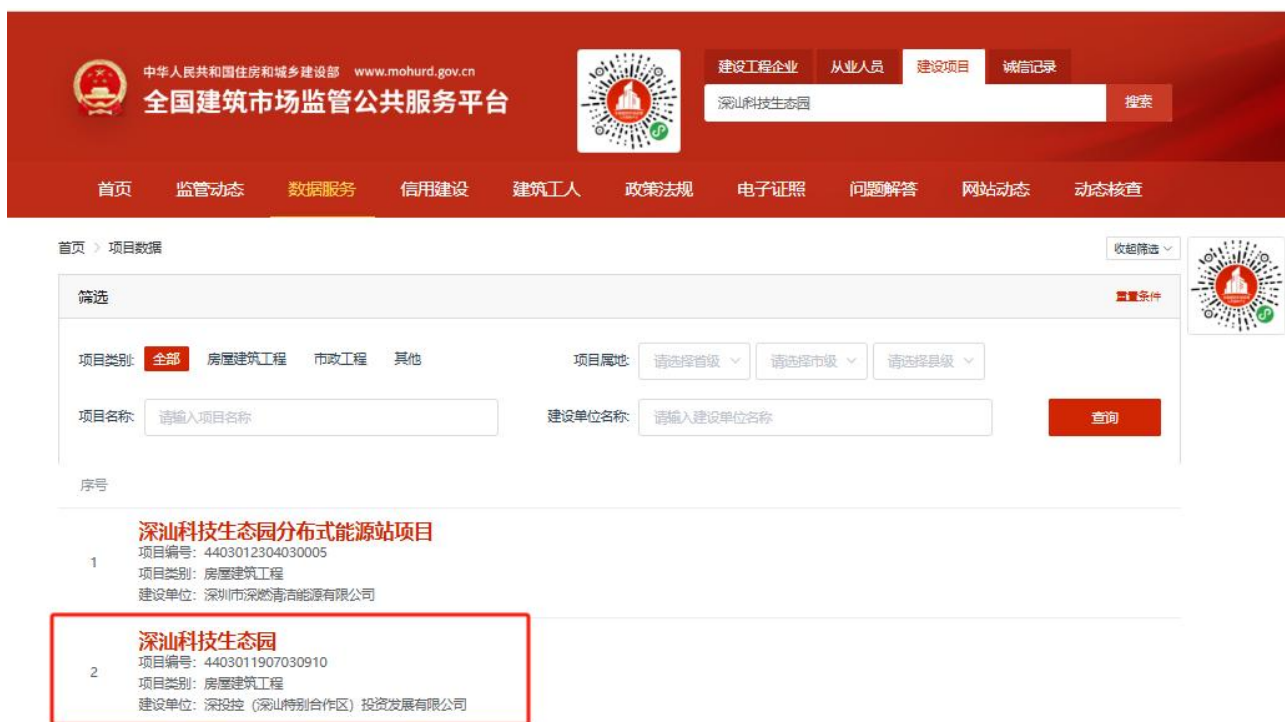 中华人民共和国住房和城乡建设部 www.mohurd.gov.cn
全国建筑市场监管公共服务平台
建设工程企业 从业人员 建设项目 诚信记录
深汕科技生态园 搜索
首页 监管动态 数据服务 信用建设 建筑工人 政策法规 电子证照 问题解答 网站动态 动态核查
首页 > 项目数据 收起筛选
筛选 重置条件
项目类别: 全部 房屋建筑工程 市政工程 其他 项目属地: 请选择省级 请选择市级 请选择县级
项目名称: 请输入项目名称 建设单位名称: 请输入建设单位名称 查询
序号
深汕科技生态园分布式能源站项目
项目编号：4403012304030005
1
项目类别：房屋建筑工程
建设单位：深圳市深燃清洁能源有限公司
深汕科技生态园
项目编号：4403011907030910
2
项目类别：房屋建筑工程
建设单位：深投控（深汕特别合作区）投资发展有限公司